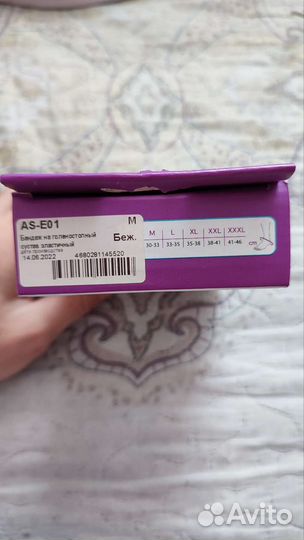 AS-E01 M
Бандаж на голеностопный
сустав эластичный Беж.
дата производства
14.06.2022
4680281145520
M L XL XXL XXXL
30-33 33-35 35-38 38-41 41-46 cm
Avito